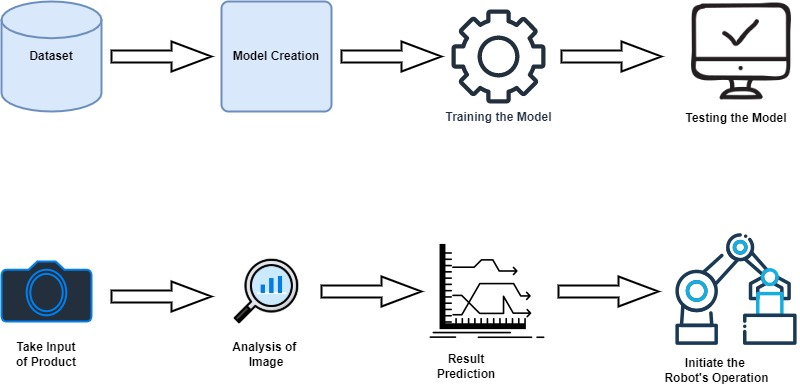 Dataset
Model Creation
Training the Model
Testing the Model
Take Input
of Product
Analysis of
Image
Result
Prediction
Initiate the
Robot's Operation